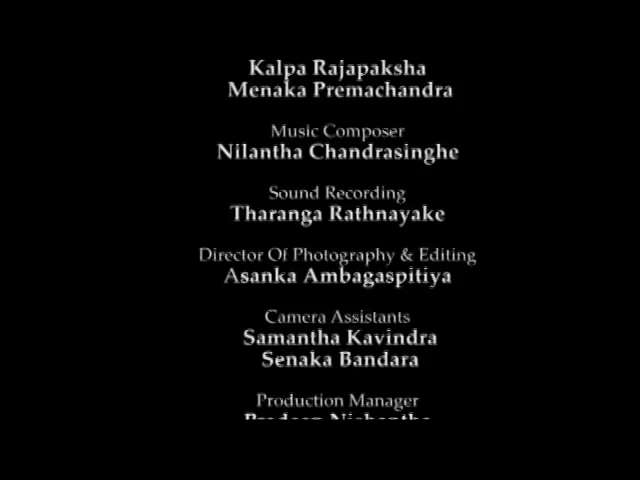 Kalpa Rajapaksha
Menaka Premachandra
Music Composer
Nilantha Chandrasinghe
Sound Recording
Tharanga Rathnayake
Director Of Photography & Editing
Asanka Ambagaspitiya
Camera Assistants
Samantha Kavindra
Senaka Bandara
Production Manager